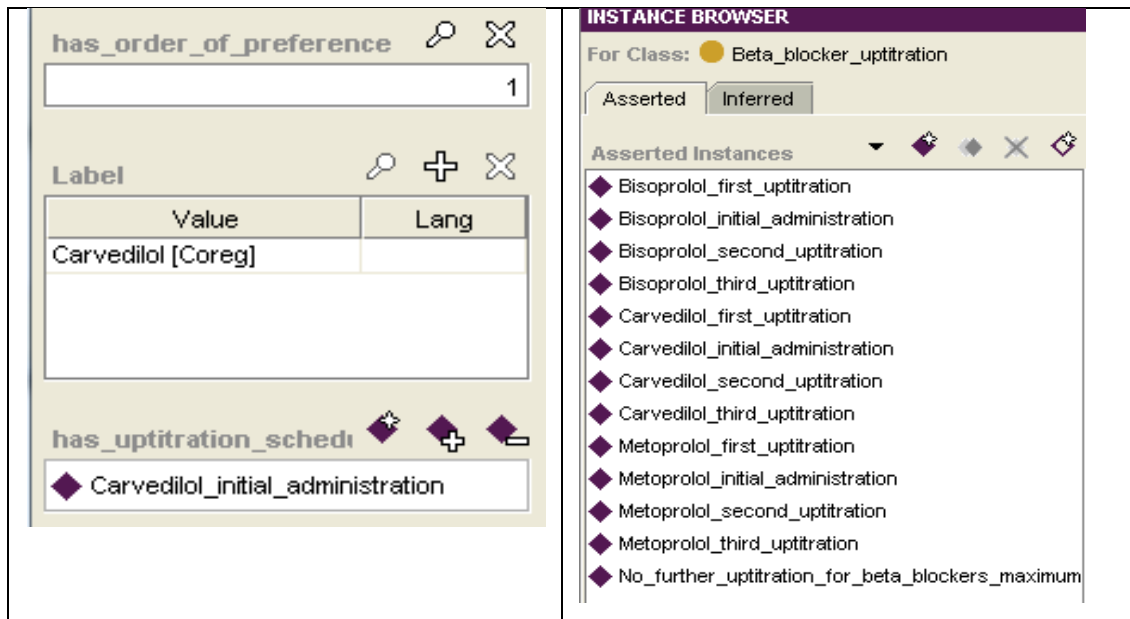 has_order_of_preference
1
Label
Value Lang
Carvedilol [Coreg]
has_uptitration_schedu
Carvedilol_initial_administration
INSTANCE BROWSER
For Class: Beta_blocker_uptitration
Asserted Inferred
Asserted Instances
Bisoprolol_first_uptitration
Bisoprolol_initial_administration
Bisoprolol_second_uptitration
Bisoprolol_third_uptitration
Carvedilol_first_uptitration
Carvedilol_initial_administration
Carvedilol_second_uptitration
Carvedilol_third_uptitration
Metoprolol_first_uptitration
Metoprolol_initial_administration
Metoprolol_second_uptitration
Metoprolol_third_uptitration
No_further_uptitration_for_beta_blockers_maximum